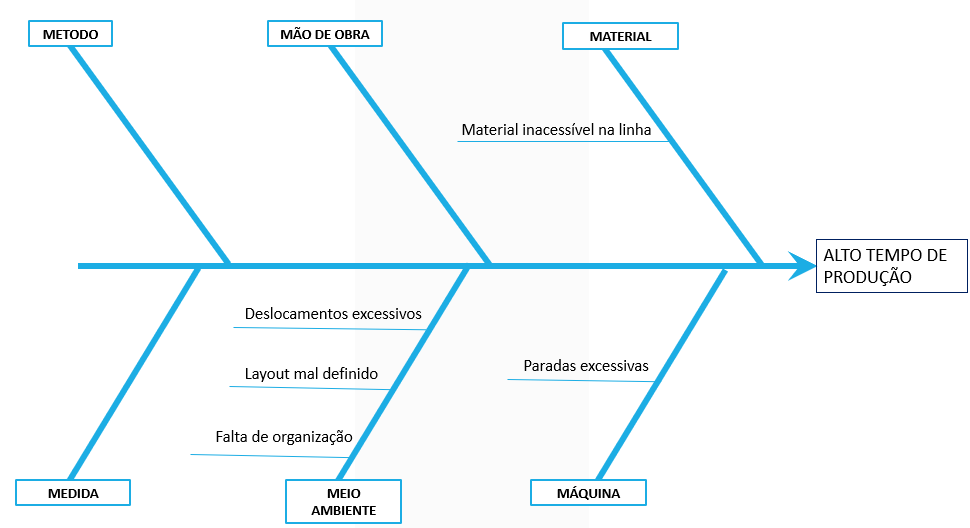 METODO
MÃO DE OBRA
MATERIAL
Material inacessível na linha
ALTO TEMPO DE
PRODUÇÃO
Deslocamentos excessivos
Layout mal definido
Paradas excessivas
Falta de organização
MEDIDA
MEIO
AMBIENTE
MÁQUINA